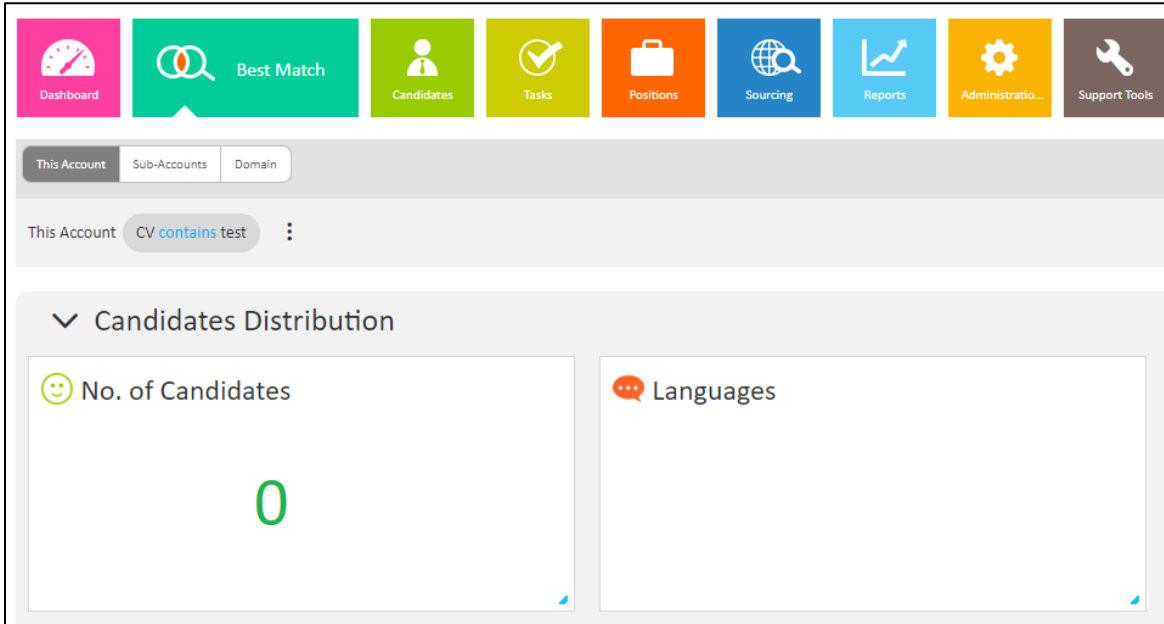 Best Match
Dashboard
Candidates
Tasks
Positions
Sourcing
Reports
Administratio...
Support Tools
This Account
Sub-Accounts
Domain
This Account CV contains test
Candidates Distribution
No. of Candidates
Languages
0